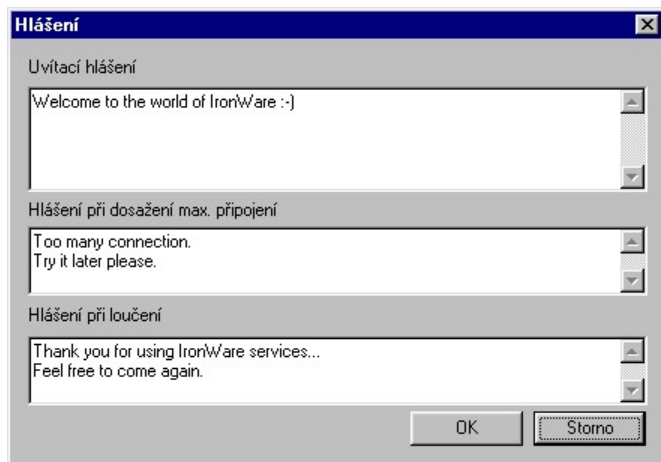 Hlášení
Uvítací hlášení
Welcome to the world of IronWare :-)
Hlášení při dosažení max. připojení
Too many connection.
Try it later please.
Hlášení při loučení
Thank you for using IronWare services...
Feel free to come again.
OK
Storno